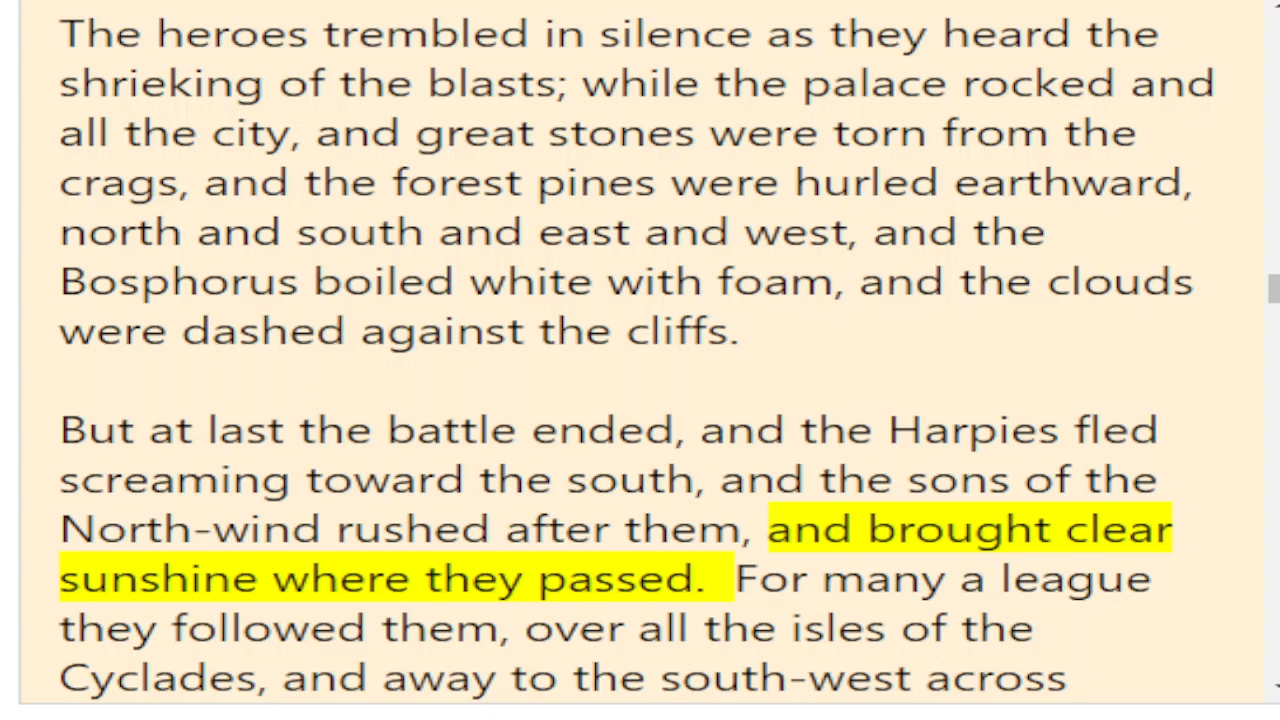 The heroes trembled in silence as they heard the
shrieking of the blasts; while the palace rocked and
all the city, and great stones were torn from the
crags, and the forest pines were hurled earthward,
north and south and east and west, and the
Bosphorus boiled white with foam, and the clouds
were dashed against the cliffs.
But at last the battle ended, and the Harpies fled
screaming toward the south, and the sons of the
North-wind rushed after them, and brought clear
sunshine where they passed. For many a league
they followed them, over all the isles of the
Cyclades, and away to the south-west across